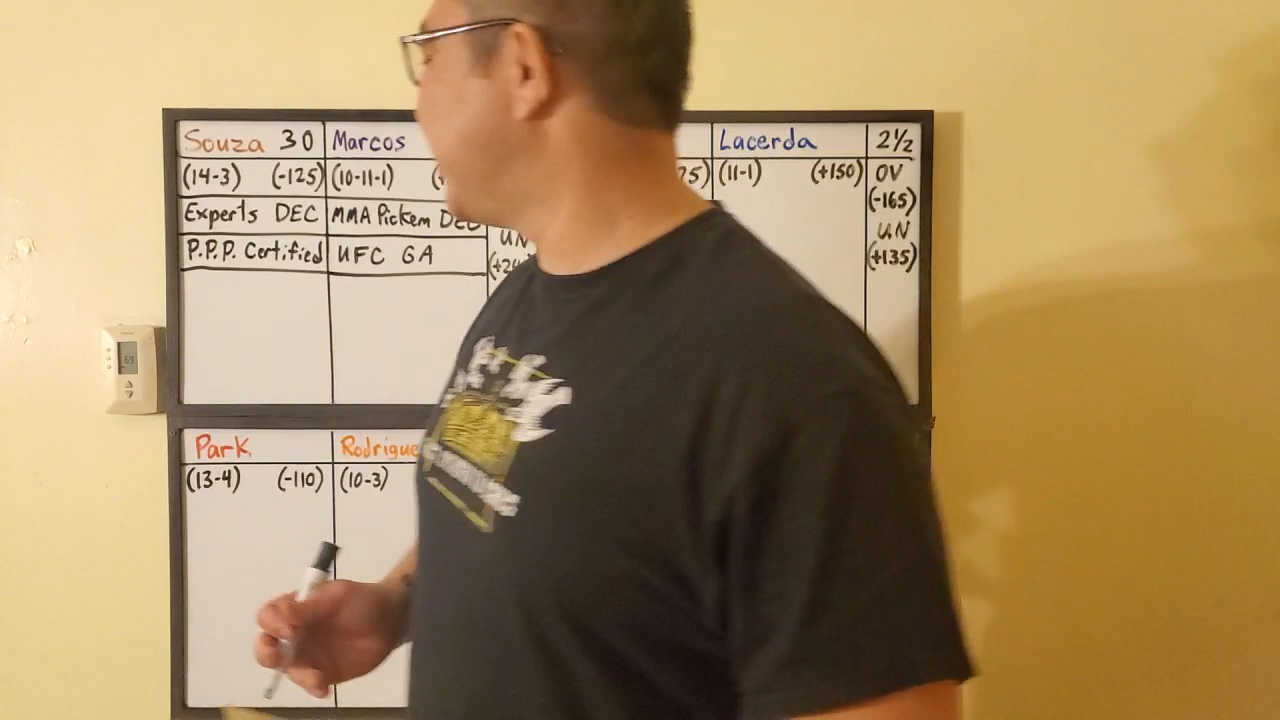 Souza 30 Marcos
(14-3) (-125) (10-11-1)
Experts DEC MMA Pickem DEC
P.P.P. Certified UFC GA
UN
Lacerda 2½
(11-1) (+150) OV
(-165)
UN
(+135)
Park Rodrigue
(13-4) (-110) (10-3)